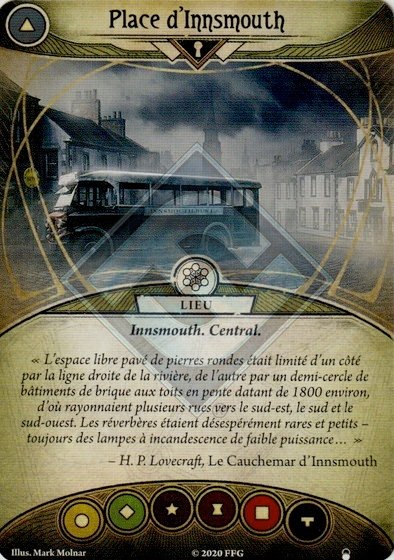 Place d'Innsmouth
LIEU
Innsmouth. Central.
« L'espace libre pavé de pierres rondes était limité d'un côté
par la ligne droite de la rivière, de l'autre par un demi-cercle de
bâtiments de brique aux toits en pente datant de 1800 environ,
d'où rayonnaient plusieurs rues vers le sud-est, le sud et le
sud-ouest. Les réverbères étaient désespérément rares et petits –
toujours des lampes à incandescence de faible puissance… »
– H. P. Lovecraft, Le Cauchemar d'Innsmouth
Illus. Mark Molnar
© 2020 FFG